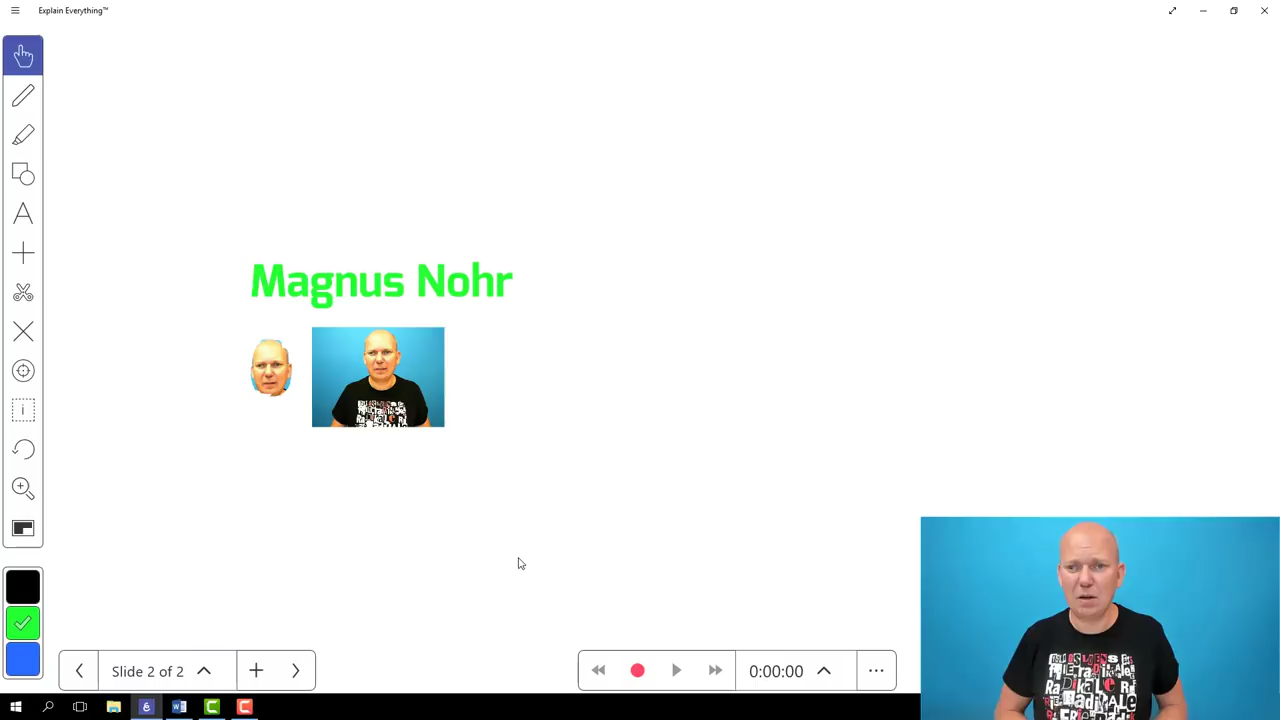 Explain Everything™
A
Magnus Nohr
i
Slide 2 of 2
0:00:00